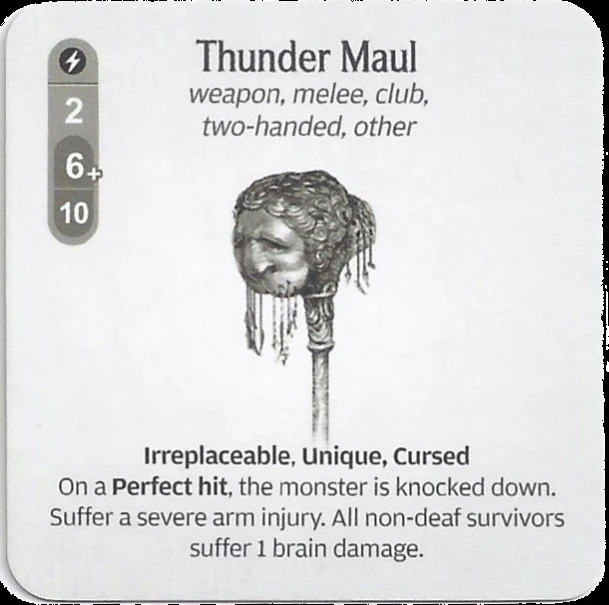 Thunder Maul
weapon, melee, club,
two-handed, other
2
6+
10
Irreplaceable, Unique, Cursed
On a Perfect hit, the monster is knocked down.
Suffer a severe arm injury. All non-deaf survivors
suffer 1 brain damage.